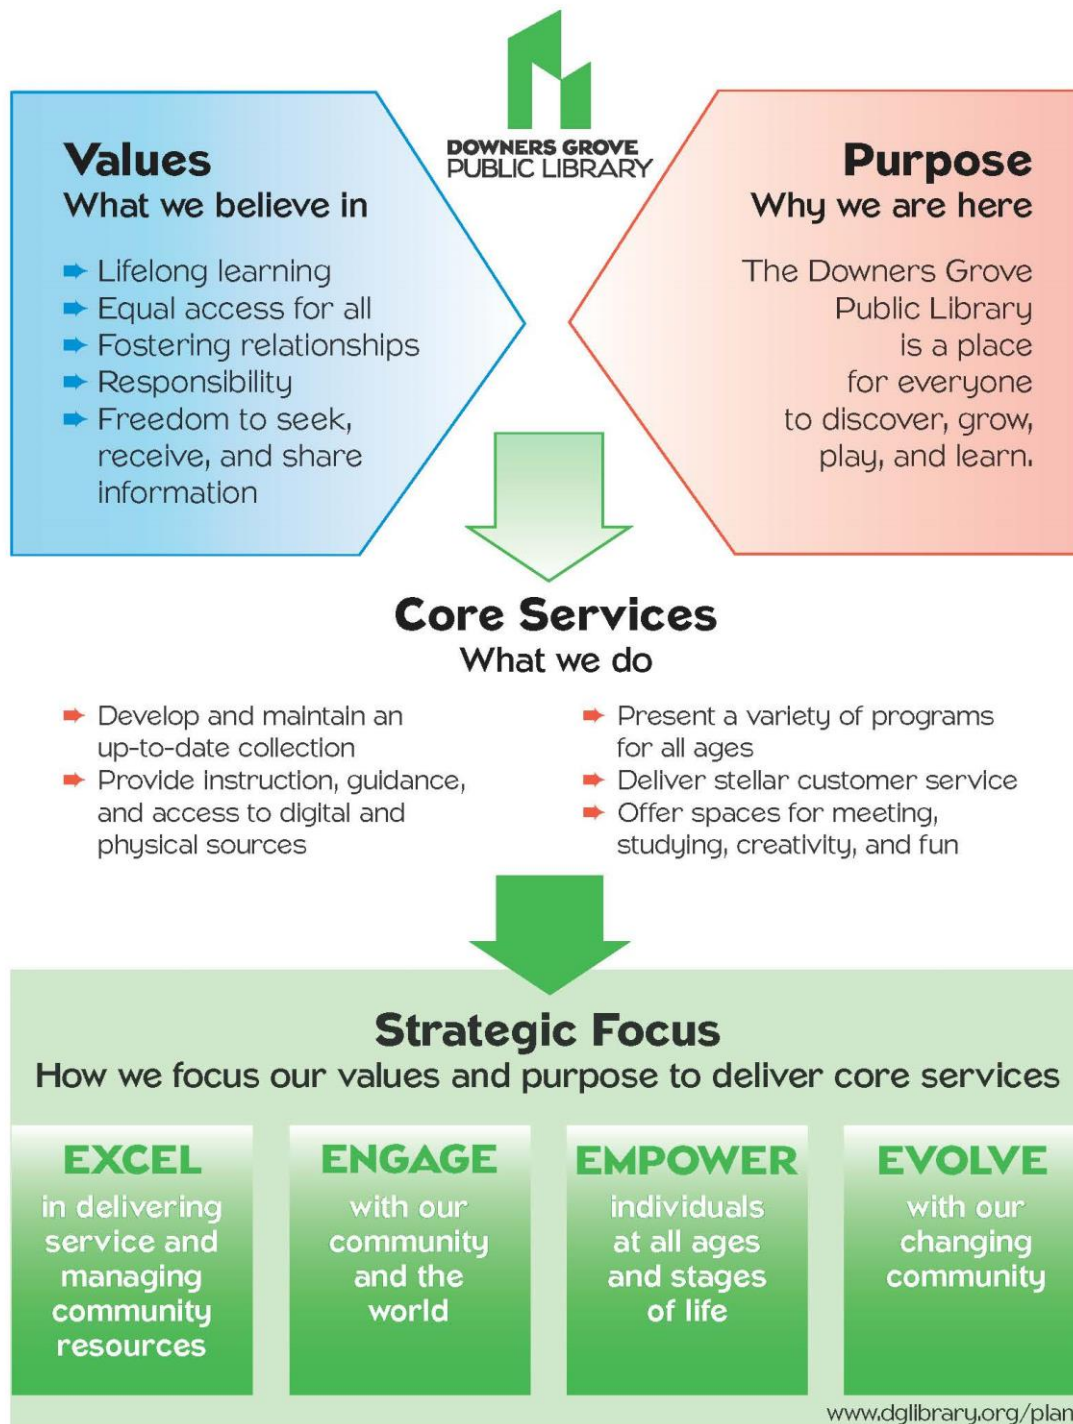 DOWNERS GROVE
PUBLIC LIBRARY
Values
What we believe in
Lifelong learning
Equal access for all
Fostering relationships
Responsibility
Freedom to seek,
receive, and share
information
Purpose
Why we are here
The Downers Grove
Public Library
is a place
for everyone
to discover, grow,
play, and learn.
Core Services
What we do
Develop and maintain an
up-to-date collection
Provide instruction, guidance,
and access to digital and
physical sources
Present a variety of programs
for all ages
Deliver stellar customer service
Offer spaces for meeting,
studying, creativity, and fun
Strategic Focus
How we focus our values and purpose to deliver core services
EXCEL
in delivering
service and
managing
community
resources
ENGAGE
with our
community
and the
world
EMPOWER
individuals
at all ages
and stages
of life
EVOLVE
with our
changing
community
www.dglibrary.org/plan